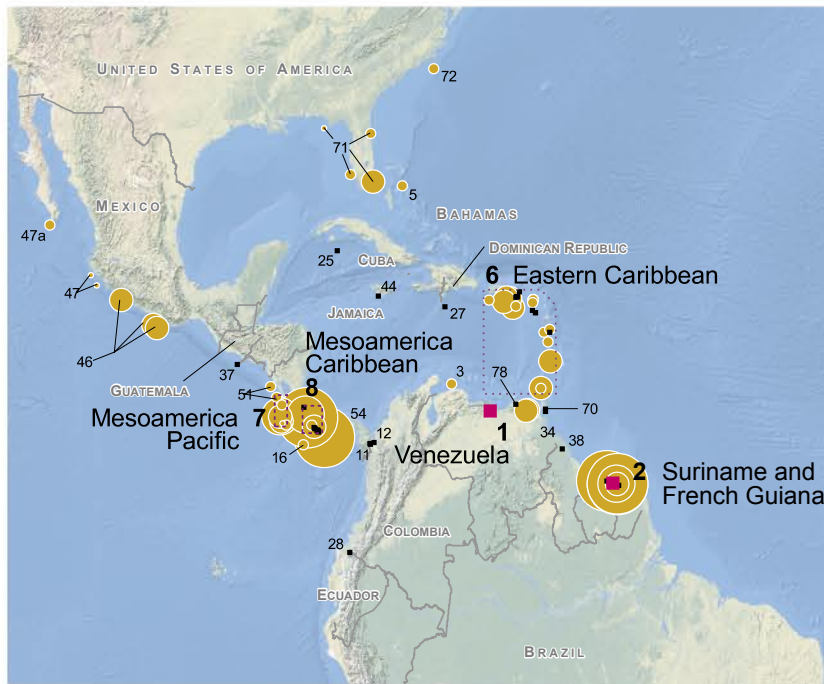 UNITED STATES OF AMERICA
72
71
5
MEXICO
BAHAMAS
47a
DOMINICAN REPUBLIC
25
CUBA
6 Eastern Caribbean
47
44
JAMAICA
27
46
Mesoamerica
Caribbean
37
GUATEMALA
3
78
8
51
Mesoamerica
Pacific
7
54
70
1
34
12
11
16
38
Venezuela
2
Suriname and
French Guiana
COLOMBIA
28
ECUADOR
BRAZIL